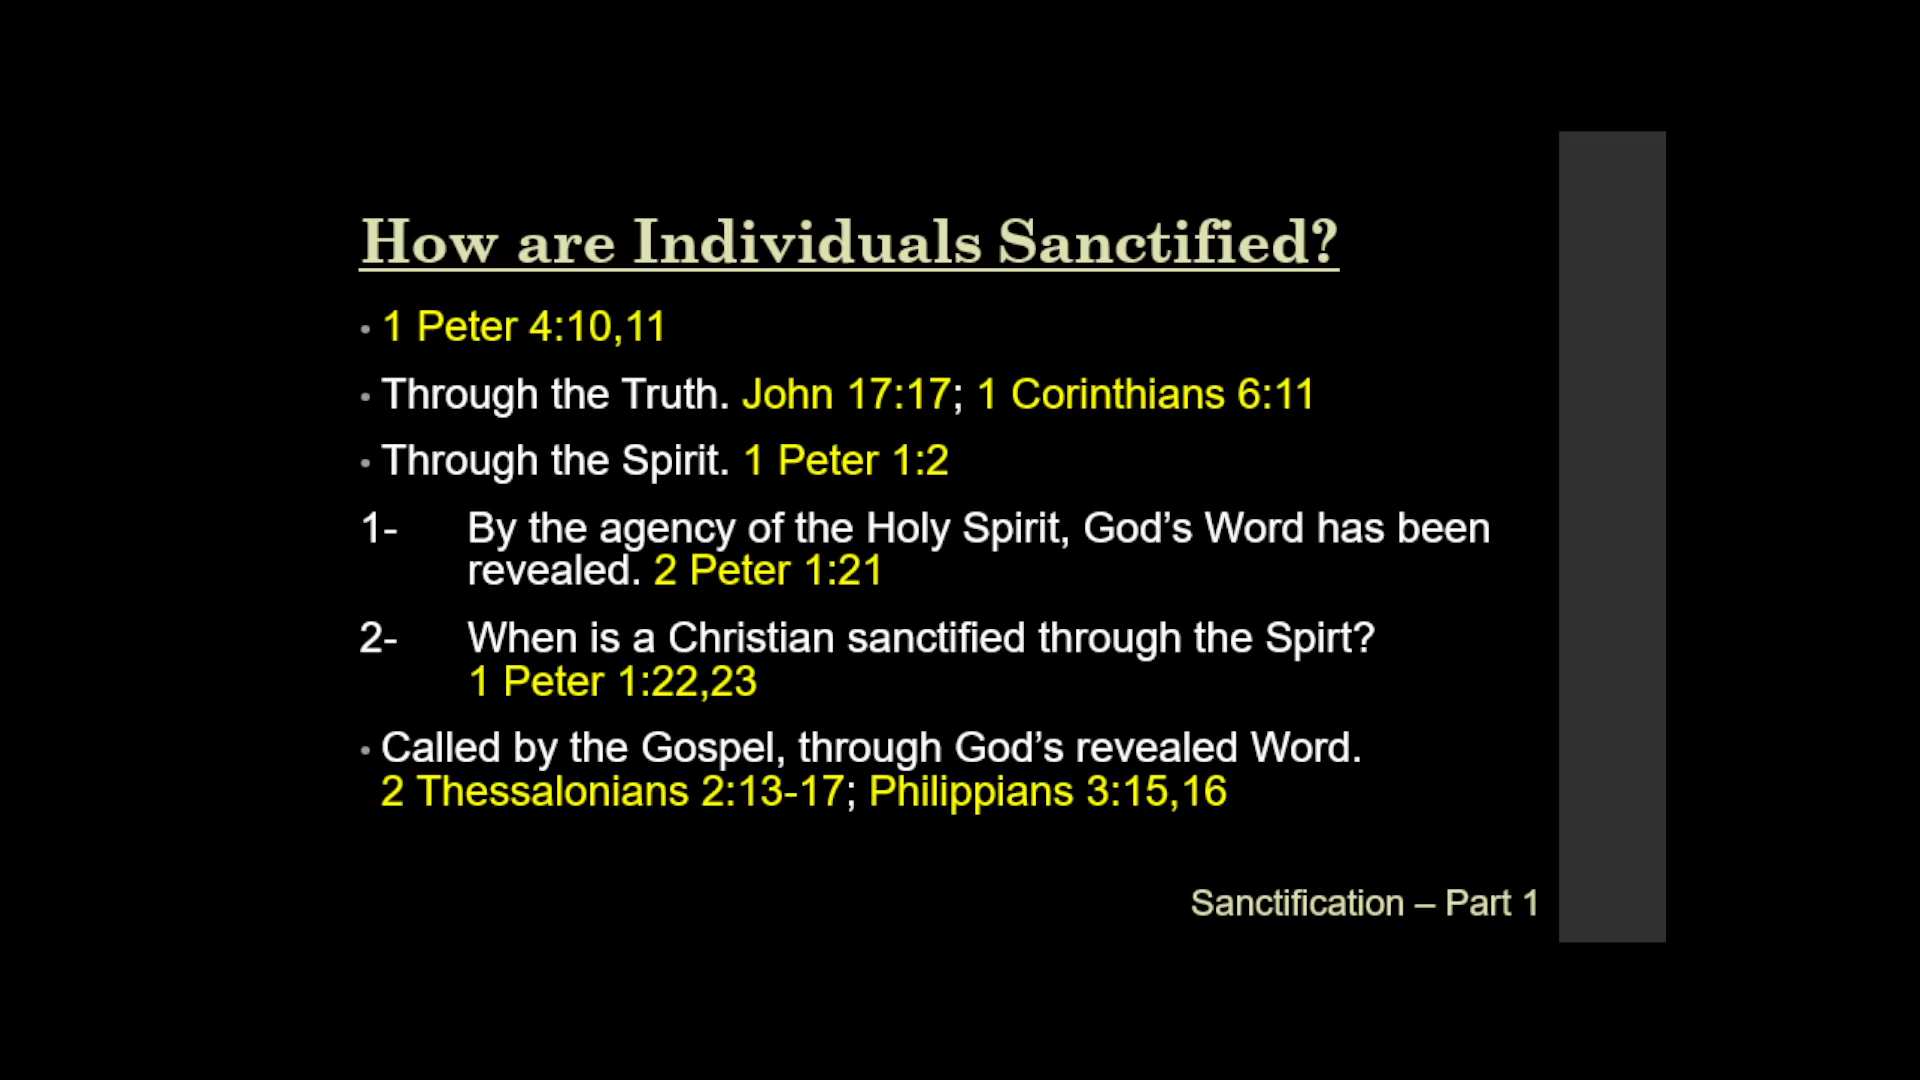 How are Individuals Sanctified?
• 1 Peter 4:10,11
• Through the Truth. John 17:17; 1 Corinthians 6:11
• Through the Spirit. 1 Peter 1:2
1- By the agency of the Holy Spirit, God’s Word has been
revealed. 2 Peter 1:21
2- When is a Christian sanctified through the Spirt?
1 Peter 1:22,23
• Called by the Gospel, through God’s revealed Word.
2 Thessalonians 2:13-17; Philippians 3:15,16
Sanctification – Part 1